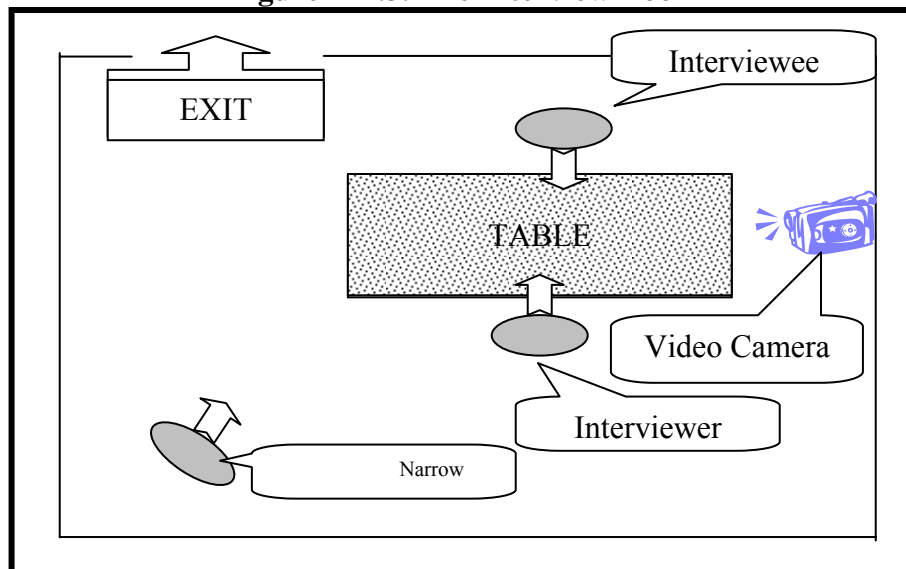 Interviewee
EXIT
TABLE
Video Camera
Interviewer
Narrow